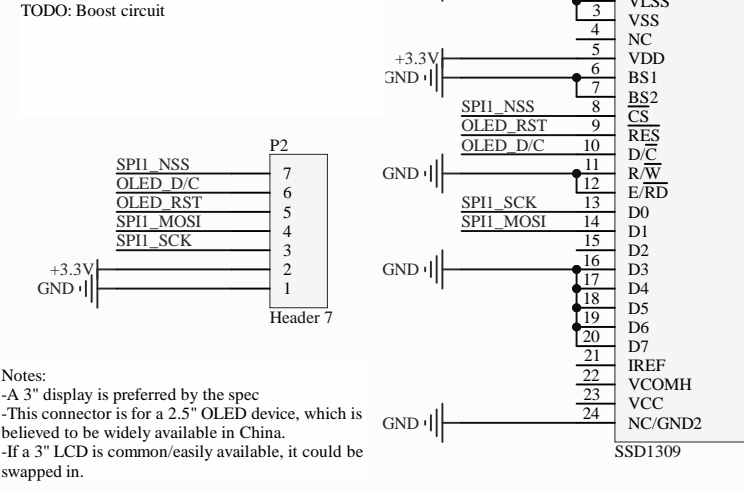 TODO: Boost circuit
P2
SPI1_NSS 7
OLED_D/C 6
OLED_RST 5
SPI1_MOSI 4
SPI1_SCK 3
+3.3V 2
GND 1
Header 7
Notes:
-A 3" display is preferred by the spec
-This connector is for a 2.5" OLED device, which is
believed to be widely available in China.
-If a 3" LCD is common/easily available, it could be
swapped in.
VLSS
3 VSS
4 NC
+3.3V 5 VDD
GND 6 BS1
7 BS2
SPI1_NSS 8 CS
OLED_RST 9 RES
OLED_D/C 10 D/C
GND 11 R/W
12 E/RD
SPI1_SCK 13 D0
SPI1_MOSI 14 D1
15 D2
GND 16 D3
17 D4
18 D5
19 D6
20 D7
21 IREF
22 VCOMH
23 VCC
GND 24 NC/GND2
SSD1309